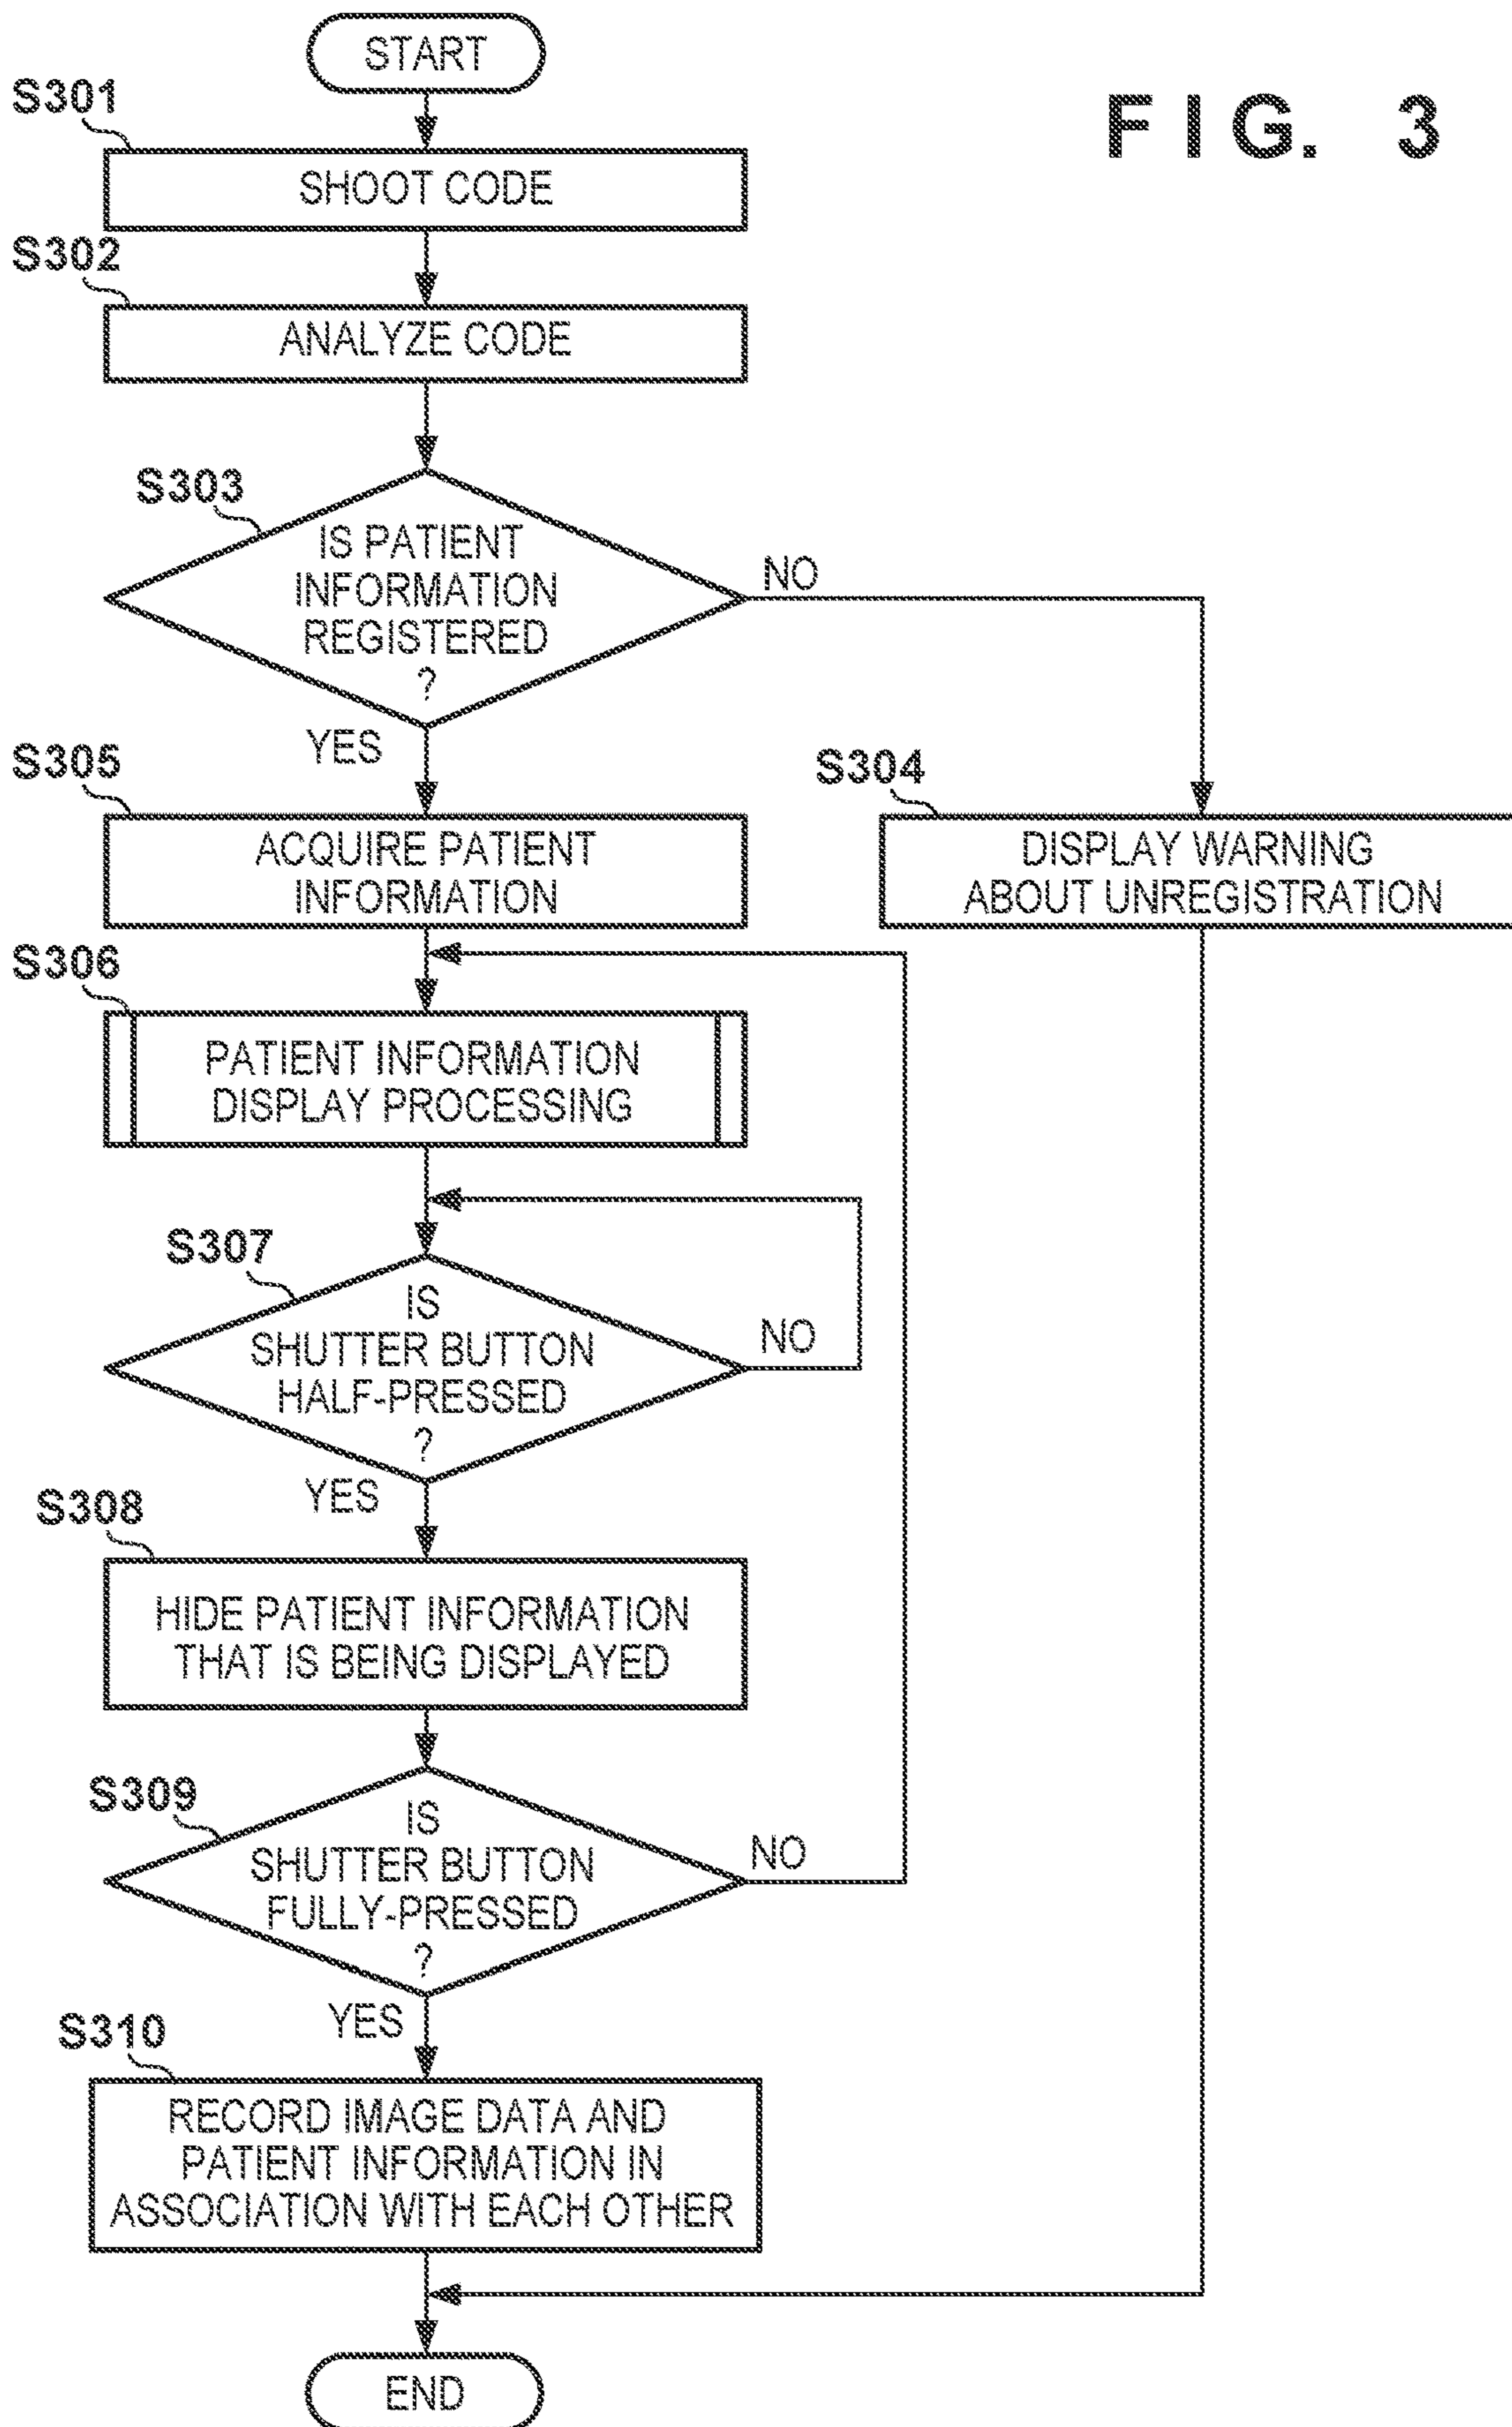 START
FIG. 3
S301
SHOOT CODE
S302
ANALYZE CODE
S303
IS PATIENT
INFORMATION
REGISTERED
?
NO
YES
S305
ACQUIRE PATIENT
INFORMATION
S304
DISPLAY WARNING
ABOUT UNREGISTRATION
S306
PATIENT INFORMATION
DISPLAY PROCESSING
S307
IS
SHUTTER BUTTON
HALF-PRESSED
?
NO
YES
S308
HIDE PATIENT INFORMATION
THAT IS BEING DISPLAYED
S309
IS
SHUTTER BUTTON
FULLY-PRESSED
?
NO
YES
S310
RECORD IMAGE DATA AND
PATIENT INFORMATION IN
ASSOCIATION WITH EACH OTHER
END